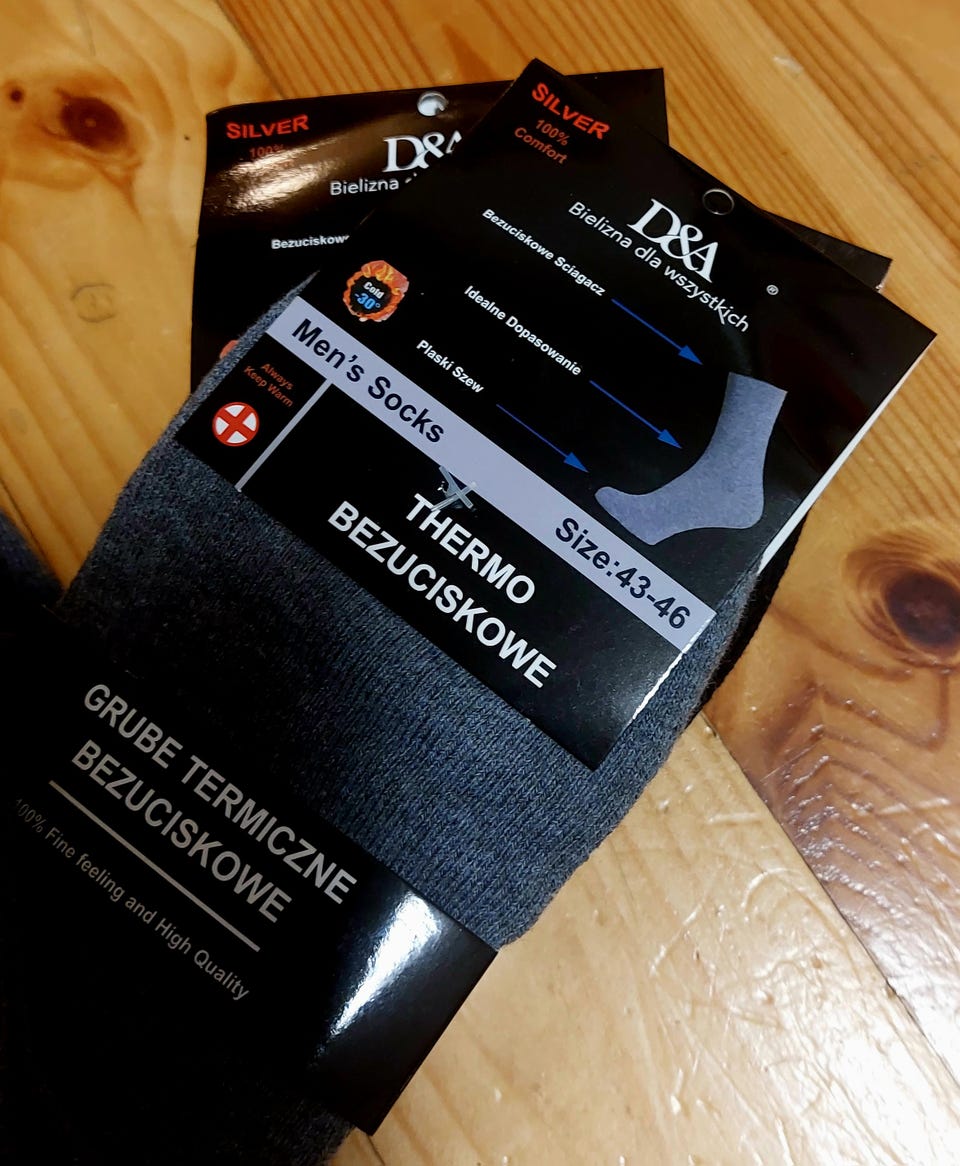 SILVER
100%
D&A
Bielizna
Bezuciskowe
SILVER
100%
Comfort
D&A
Bielizna dla wszystkich
®
Bezuciskowe Sciagacz
Idealne Dopasowanie
Plaski Szew
Cold
-30°
Men's Socks
Size:43-46
Always
Keep Warm
THERMO
BEZUCISKOWE
GRUBE TERMICZNE
BEZUCISKOWE
100% Fine feeling and High Quality